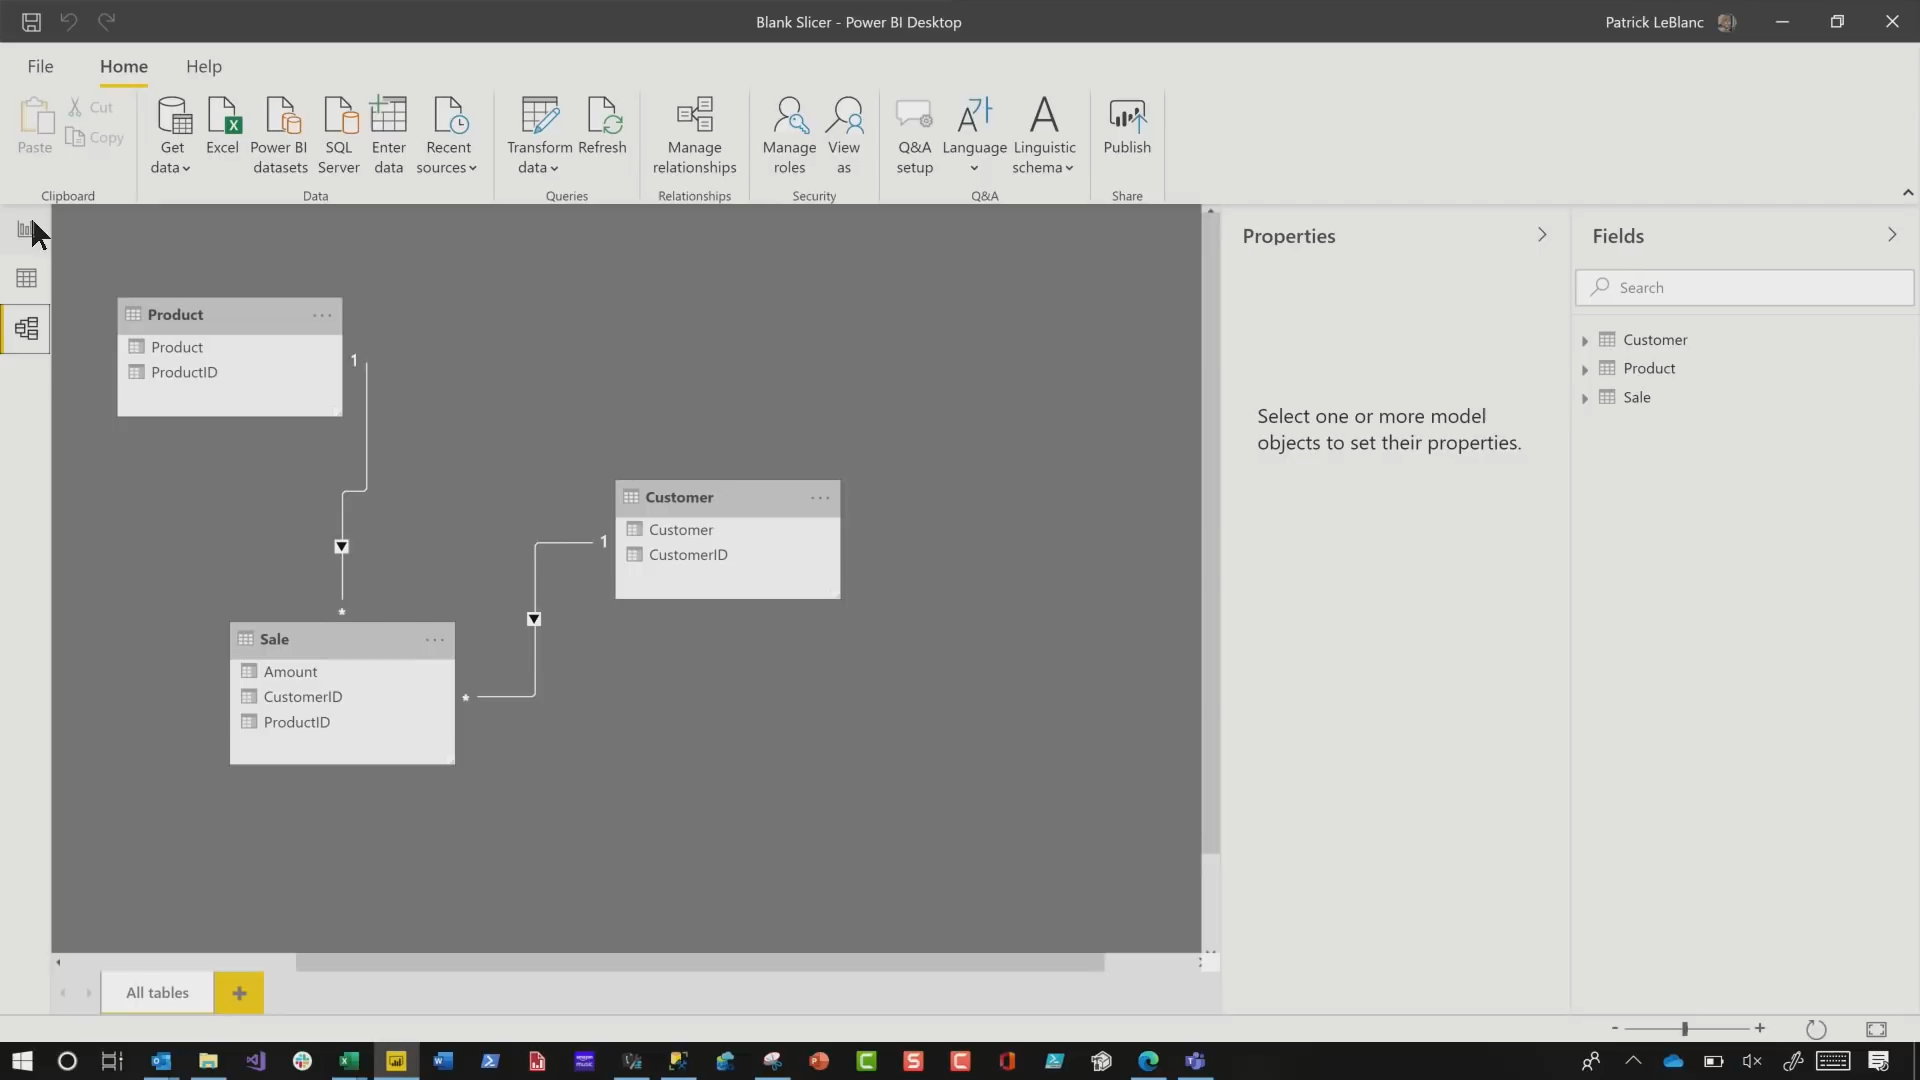 Blank Slicer - Power BI Desktop
Patrick LeBlanc
File
Home
Help
Paste
Cut
Copy
Clipboard
Get
data
Excel
Power BI
datasets
SQL
Server
Enter
data
Recent
sources
Data
Transform
data
Refresh
Queries
Manage
relationships
Relationships
Manage
roles
View
as
Security
Q&A
setup
Language
Linguistic
schema
Q&A
Publish
Share
Product
Product
ProductID
1
*
Sale
Amount
CustomerID
ProductID
*
1
Customer
Customer
CustomerID
Properties
Select one or more model
objects to set their properties.
Fields
Search
Customer
Product
Sale
All tables
+
- +